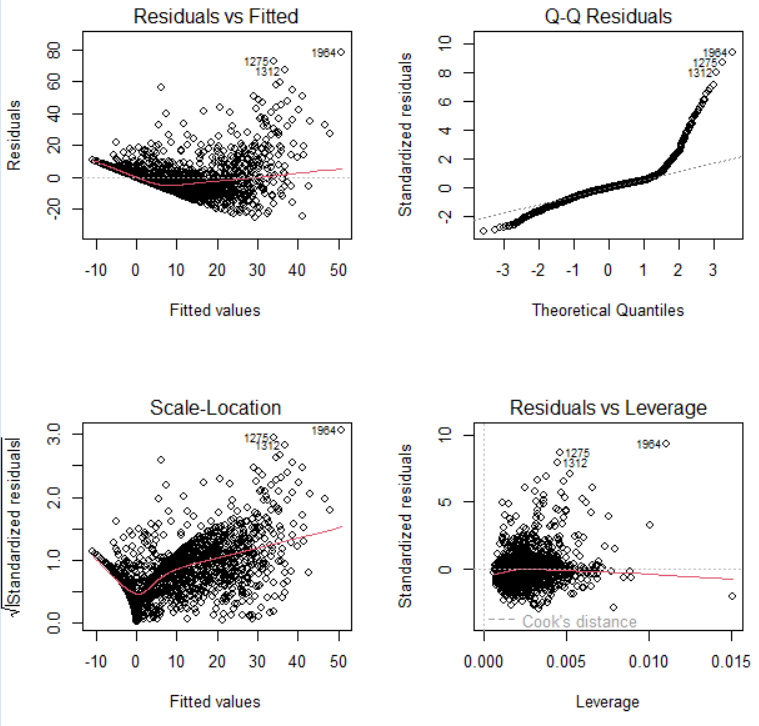 Residuals vs Fitted
Residuals
80
60
40
20
0
-20
1964
1275
1312
-10 0 10 20 30 40 50
Fitted values
Q-Q Residuals
Standardized residuals
10
8
6
4
2
0
-2
1964
1275
1312
-3 -2 -1 0 1 2 3
Theoretical Quantiles
Scale-Location
√|Standardized residuals|
3.0
2.0
1.0
0.0
1964
1275
1312
-10 0 10 20 30 40 50
Fitted values
Residuals vs Leverage
Standardized residuals
10
5
0
1275
1964
1312
Cook's distance
0.000 0.005 0.010 0.015
Leverage